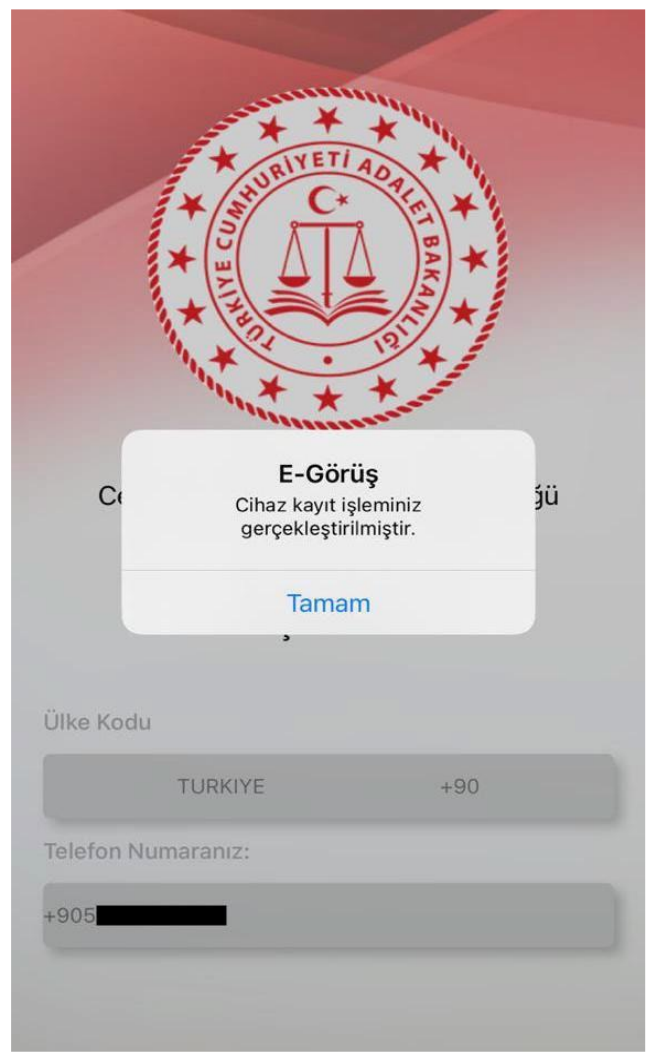 TÜRKİYE CUMHURİYETİ ADALET BAKANLIĞI
E-Görüş
Cihaz kayıt işleminiz
gerçekleştirilmiştir.
Tamam
Ülke Kodu
TURKIYE +90
Telefon Numaranız:
+905